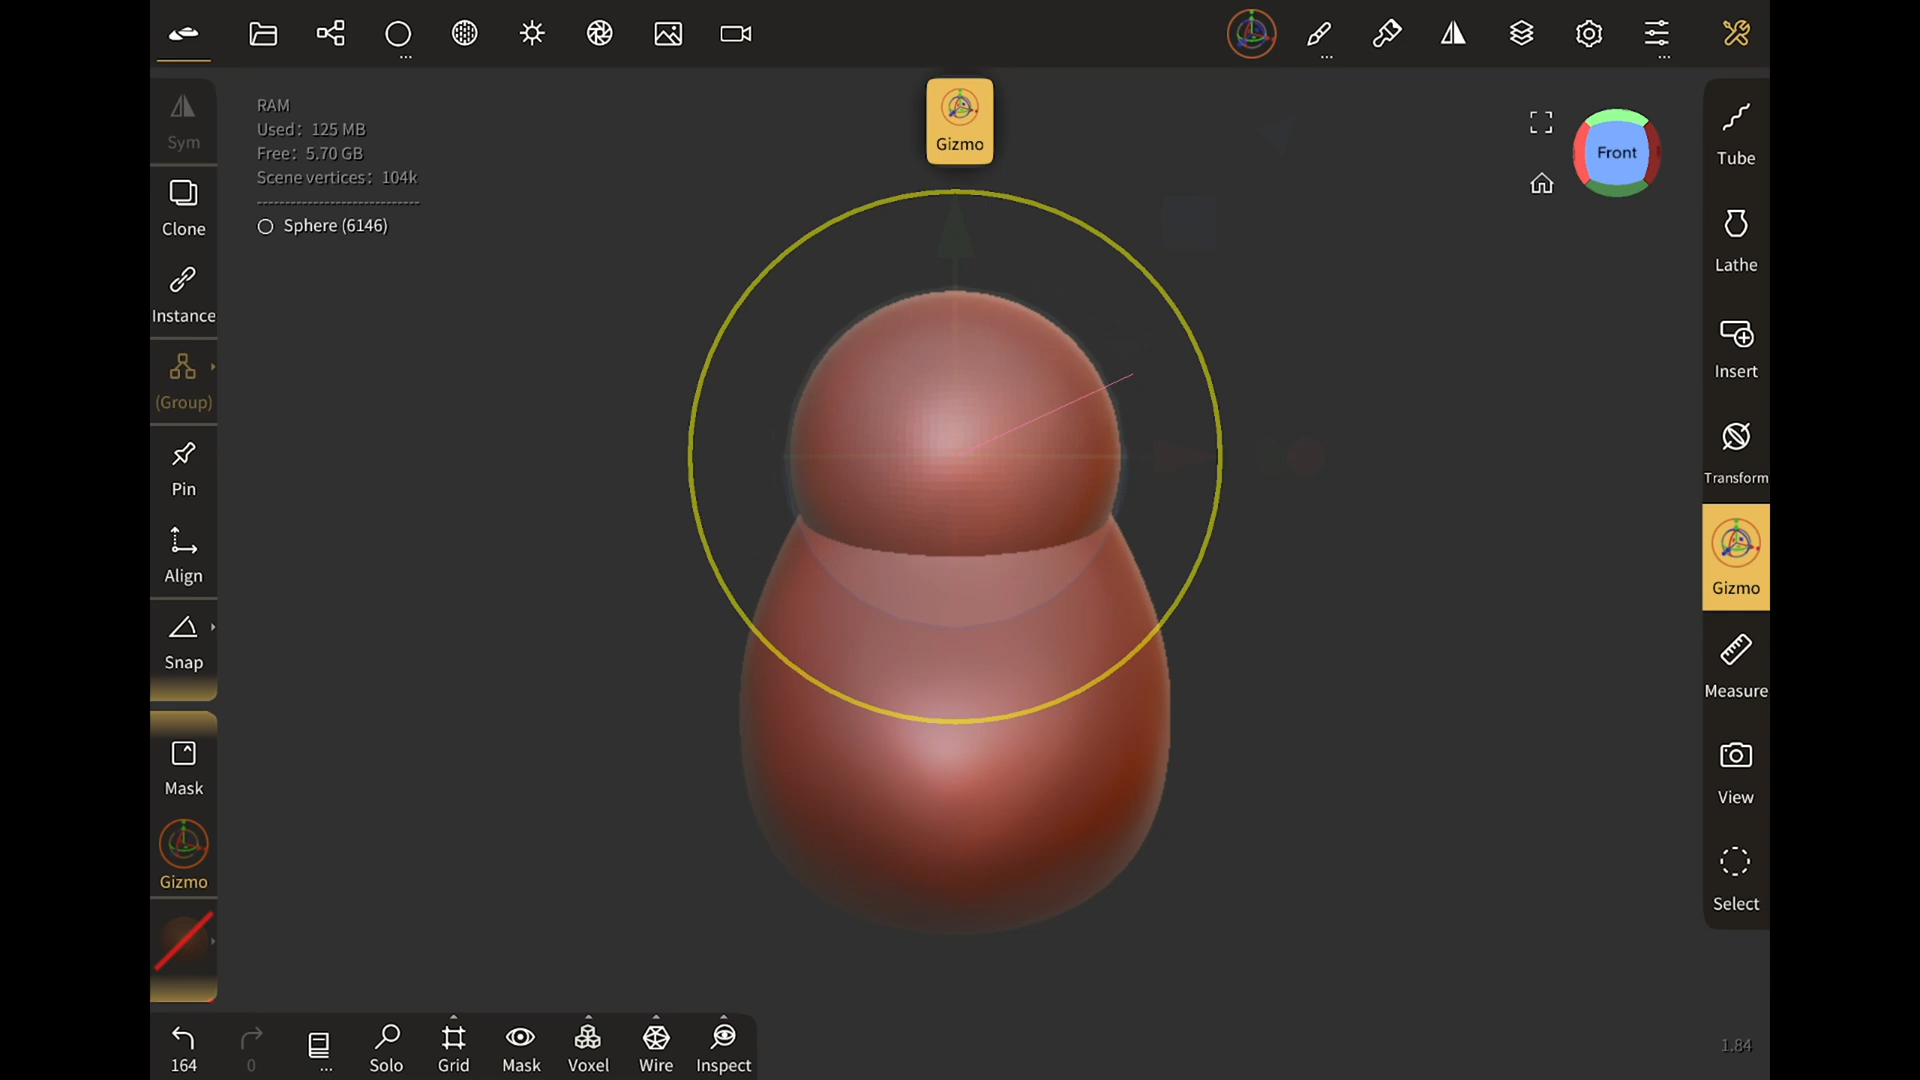 RAM
Used: 125 MB
Free: 5.70 GB
Scene vertices: 104k
-----------------------------
Sphere (6146)
Gizmo
Front
Sym
Clone
Instance
(Group)
Pin
Align
Snap
Mask
Gizmo
Tube
Lathe
Insert
Transform
Gizmo
Measure
View
Select
164
0
...
Solo
Grid
Mask
Voxel
Wire
Inspect
1.84